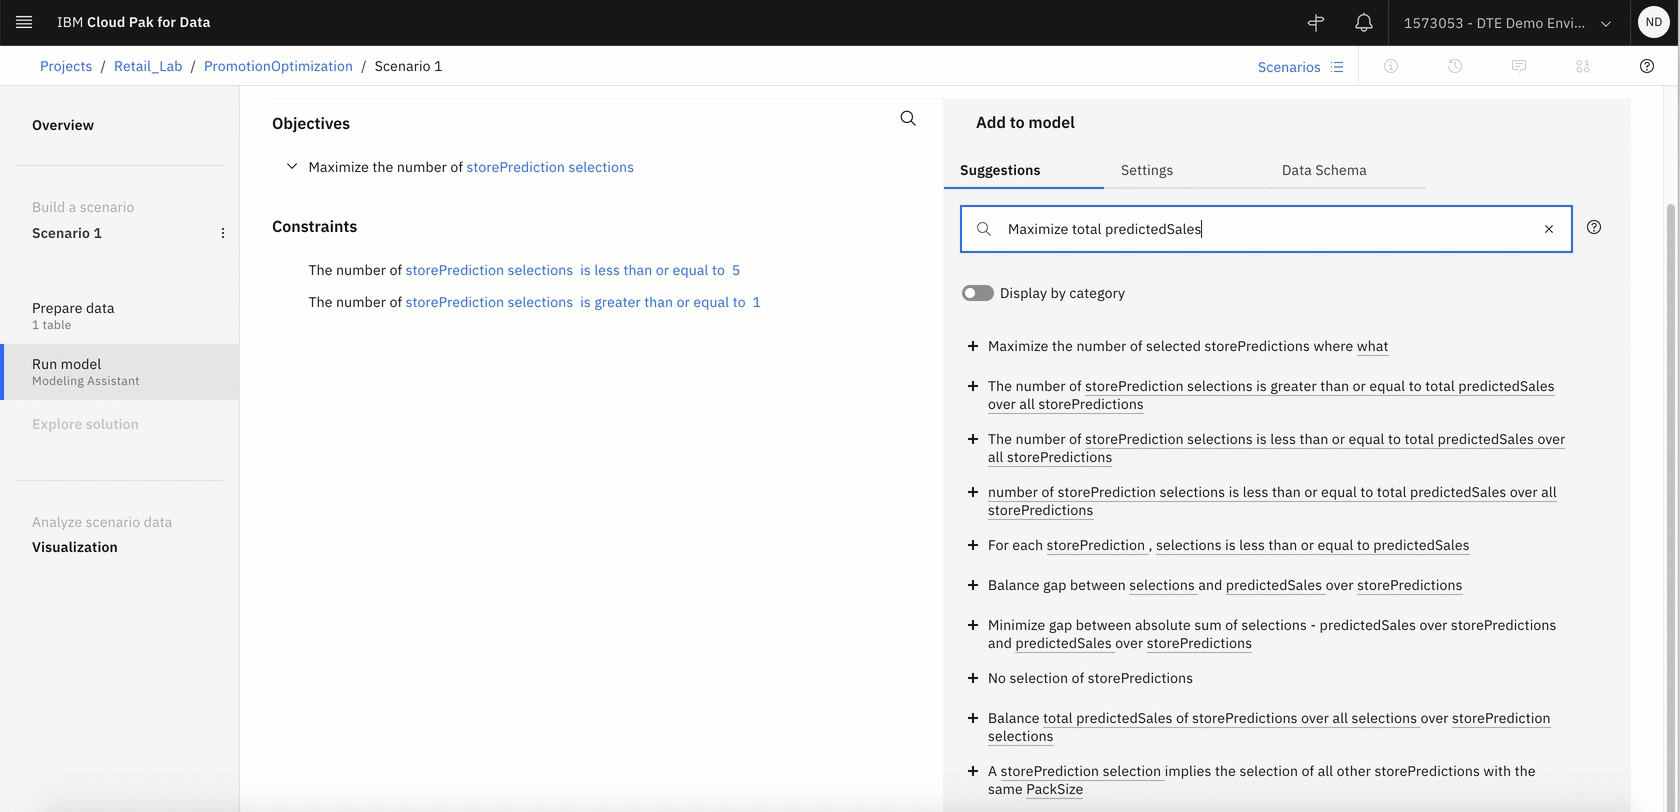 IBM Cloud Pak for Data
1573053 - DTE Demo Envi...
ND
Projects / Retail_Lab / PromotionOptimization / Scenario 1
Scenarios
Overview
Build a scenario
Scenario 1
Prepare data
1 table
Run model
Modeling Assistant
Explore solution
Analyze scenario data
Visualization
Objectives
Maximize the number of storePrediction selections
Constraints
The number of storePrediction selections is less than or equal to 5
The number of storePrediction selections is greater than or equal to 1
Add to model
Suggestions
Settings
Data Schema
Maximize total predictedSales
Display by category
Maximize the number of selected storePredictions where what
The number of storePrediction selections is greater than or equal to total predictedSales
over all storePredictions
The number of storePrediction selections is less than or equal to total predictedSales over
all storePredictions
number of storePrediction selections is less than or equal to total predictedSales over all
storePredictions
For each storePrediction , selections is less than or equal to predictedSales
Balance gap between selections and predictedSales over storePredictions
Minimize gap between absolute sum of selections - predictedSales over storePredictions
and predictedSales over storePredictions
No selection of storePredictions
Balance total predictedSales of storePredictions over all selections over storePrediction
selections
A storePrediction selection implies the selection of all other storePredictions with the
same PackSize